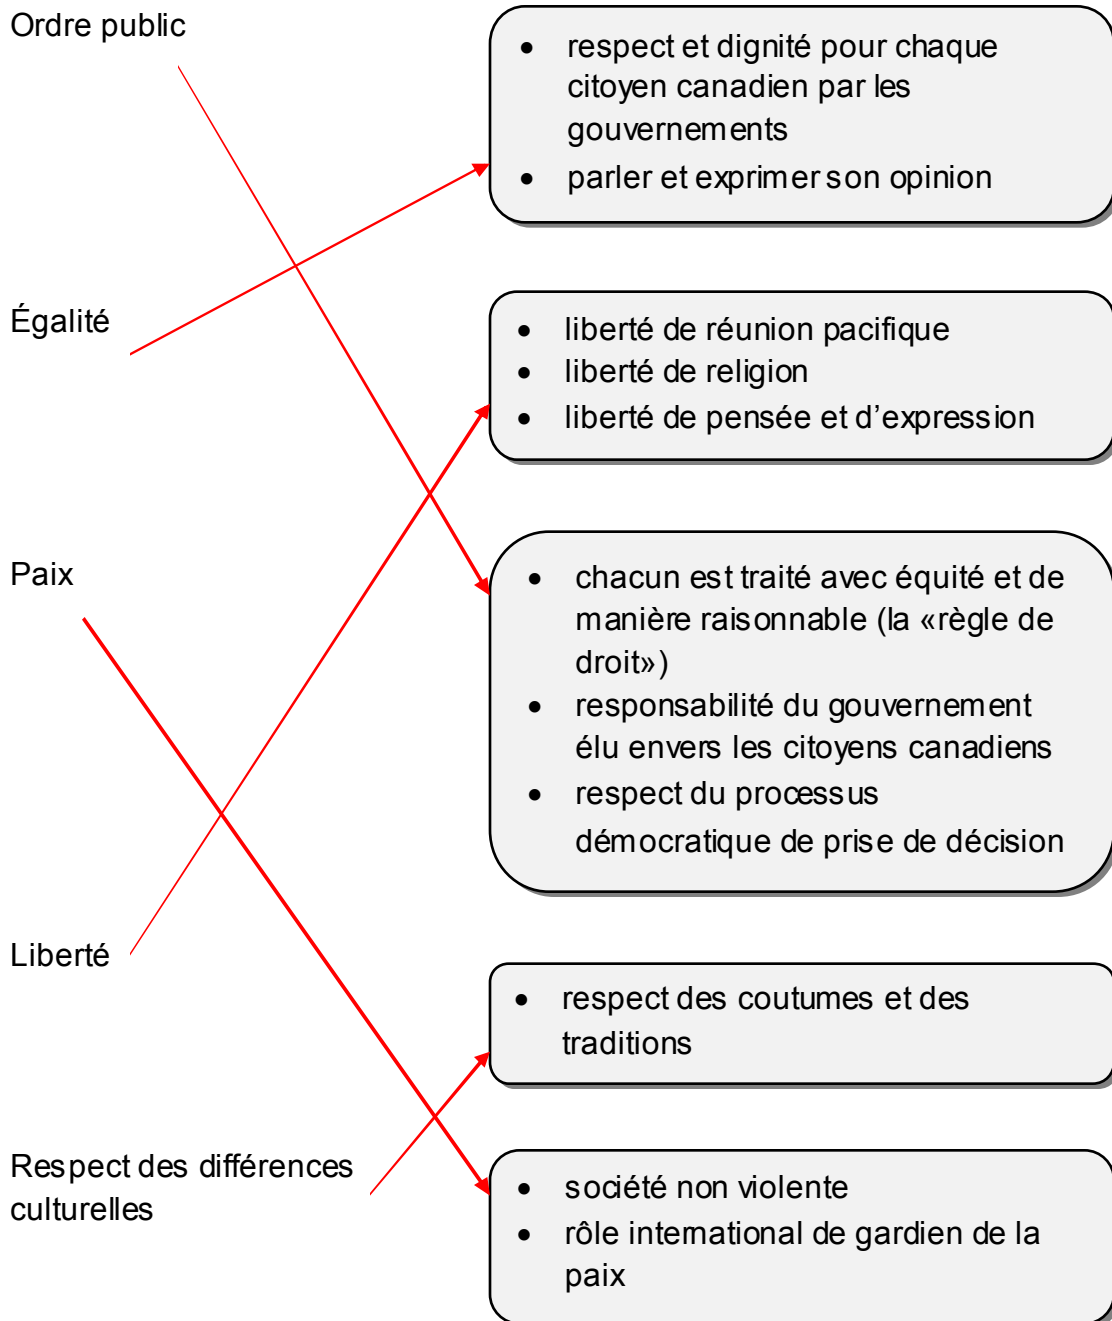 Ordre public
• respect et dignité pour chaque
citoyen canadien par les
gouvernements
• parler et exprimer son opinion
Égalité
• liberté de réunion pacifique
• liberté de religion
• liberté de pensée et d’expression
Paix
• chacun est traité avec équité et de
manière raisonnable (la «règle de
droit»)
• responsabilité du gouvernement
élu envers les citoyens canadiens
• respect du processus
démocratique de prise de décision
Liberté
• respect des coutumes et des
traditions
Respect des différences
culturelles
• société non violente
• rôle international de gardien de la
paix